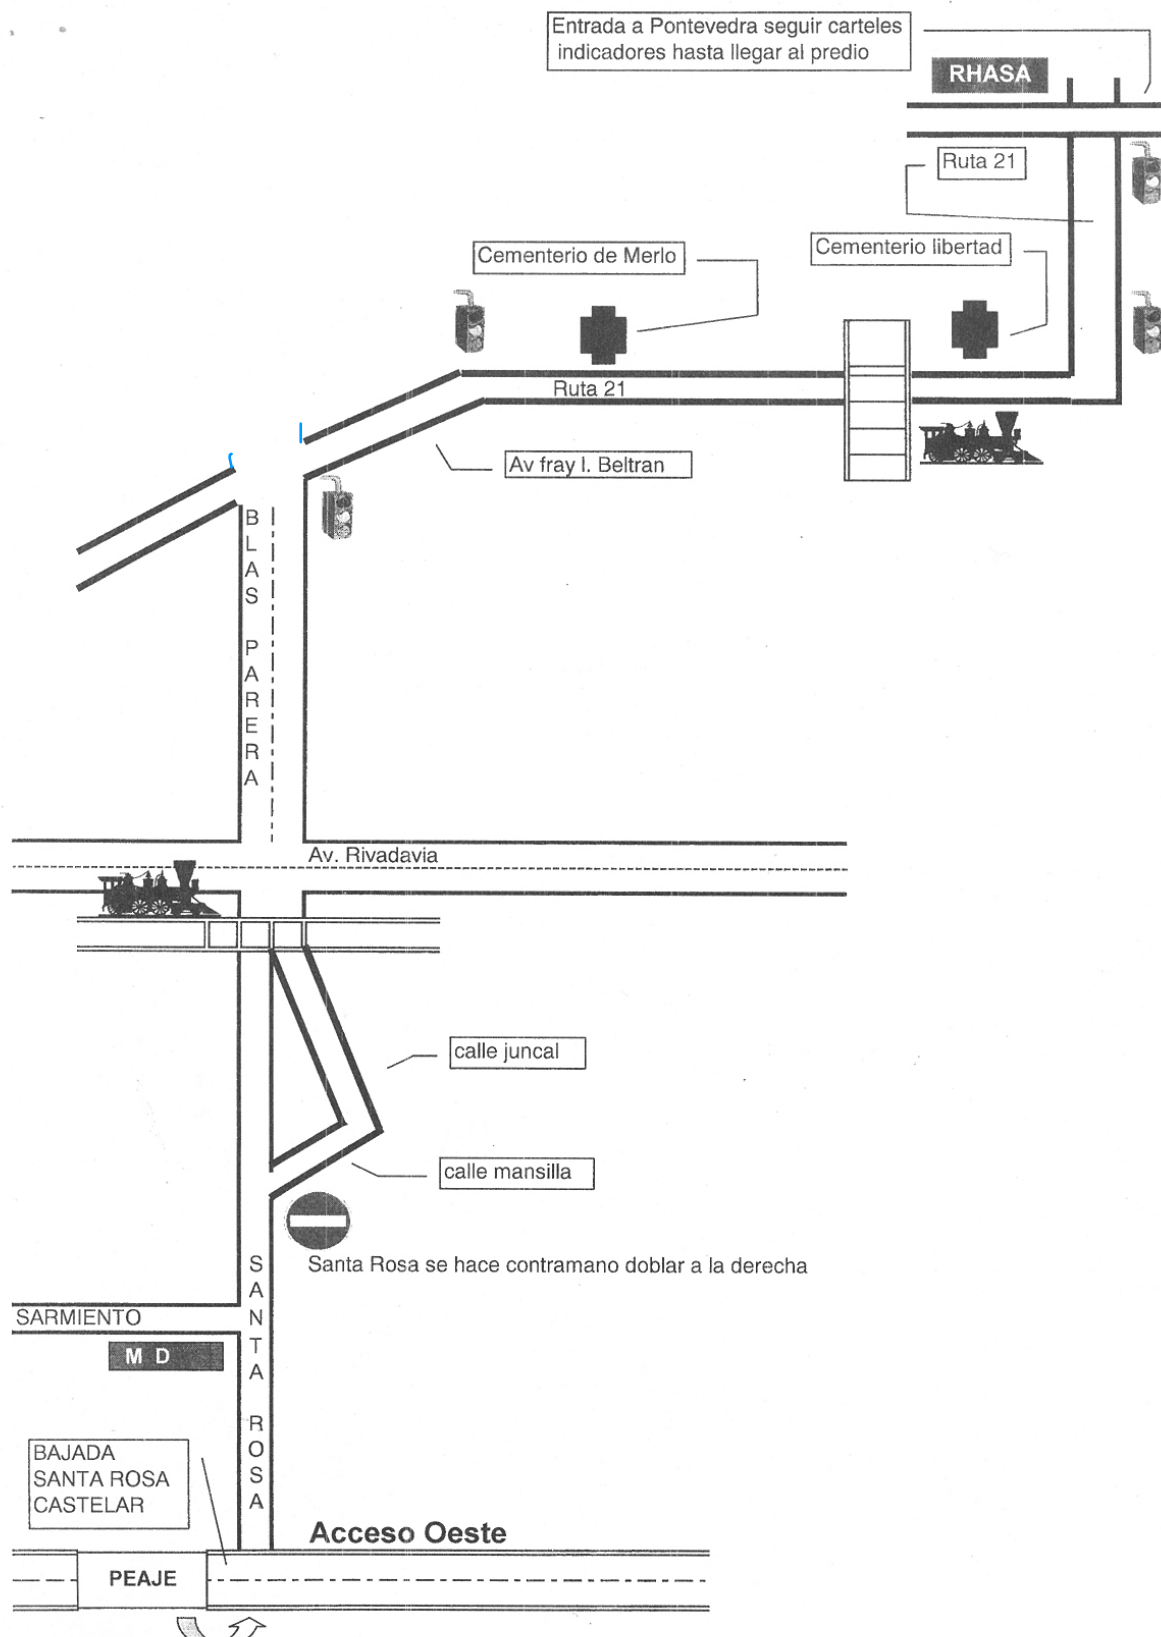 Entrada a Pontevedra seguir carteles
indicadores hasta llegar al predio
RHASA
Ruta 21
Cementerio de Merlo
Cementerio libertad
Ruta 21
Av fray l. Beltran
BLAS PARERA
Av. Rivadavia
calle juncal
calle mansilla
Santa Rosa se hace contramano doblar a la derecha
SANTA ROSA
SARMIENTO
M D
BAJADA
SANTA ROSA
CASTELAR
Acceso Oeste
PEAJE